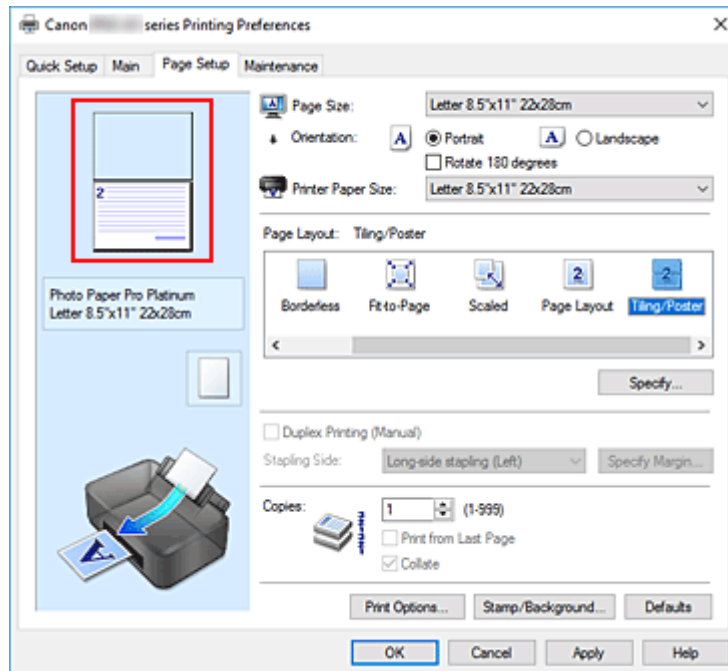 Canon series Printing Preferences
Quick Setup Main Page Setup Maintenance
2
Photo Paper Pro Platinum
Letter 8.5"x11" 22x28cm
A
Page Size: Letter 8.5"x11" 22x28cm
Orientation: A Portrait A Landscape
Rotate 180 degrees
Printer Paper Size: Letter 8.5"x11" 22x28cm
Page Layout: Tiling/Poster
2 2
Borderless Fit-to-Page Scaled Page Layout Tiling/Poster
Specify...
Duplex Printing (Manual)
Stapling Side: Long-side stapling (Left) Specify Margin...
Copies: 1 (1-999)
Print from Last Page
Collate
Print Options... Stamp/Background... Defaults
OK Cancel Apply Help